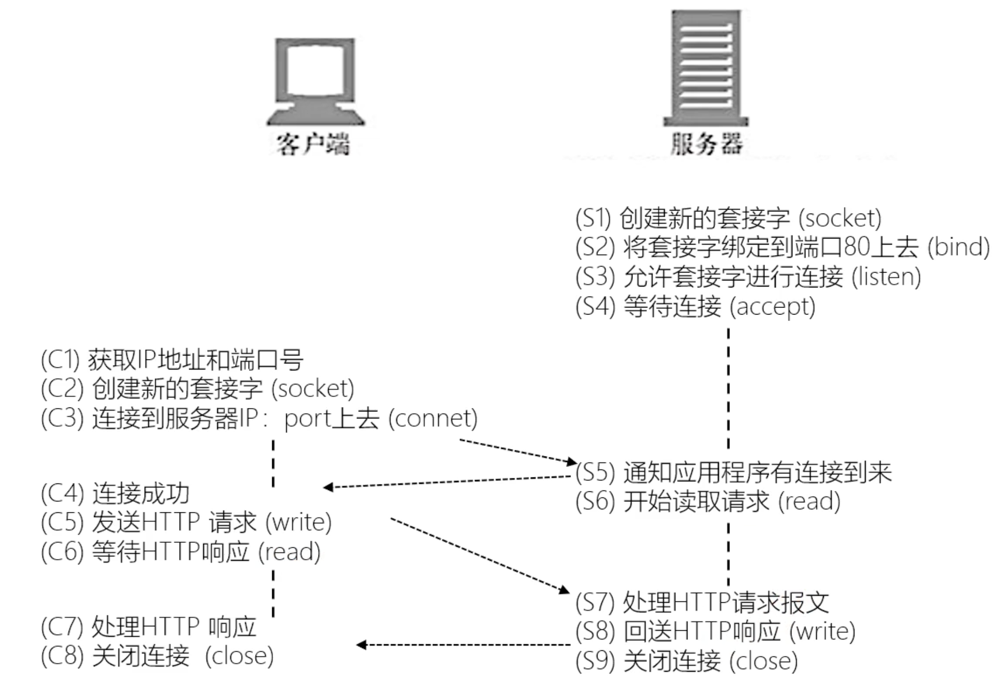 客户端
服务器
(S1) 创建新的套接字 (socket)
(S2) 将套接字绑定到端口80上去 (bind)
(S3) 允许套接字进行连接 (listen)
(S4) 等待连接 (accept)
(C1) 获取IP地址和端口号
(C2) 创建新的套接字 (socket)
(C3) 连接到服务器IP：port上去 (connet)
(S5) 通知应用程序有连接到来
(S6) 开始读取请求 (read)
(C4) 连接成功
(C5) 发送HTTP 请求 (write)
(C6) 等待HTTP响应 (read)
(S7) 处理HTTP请求报文
(S8) 回送HTTP响应 (write)
(S9) 关闭连接 (close)
(C7) 处理HTTP 响应
(C8) 关闭连接 (close)